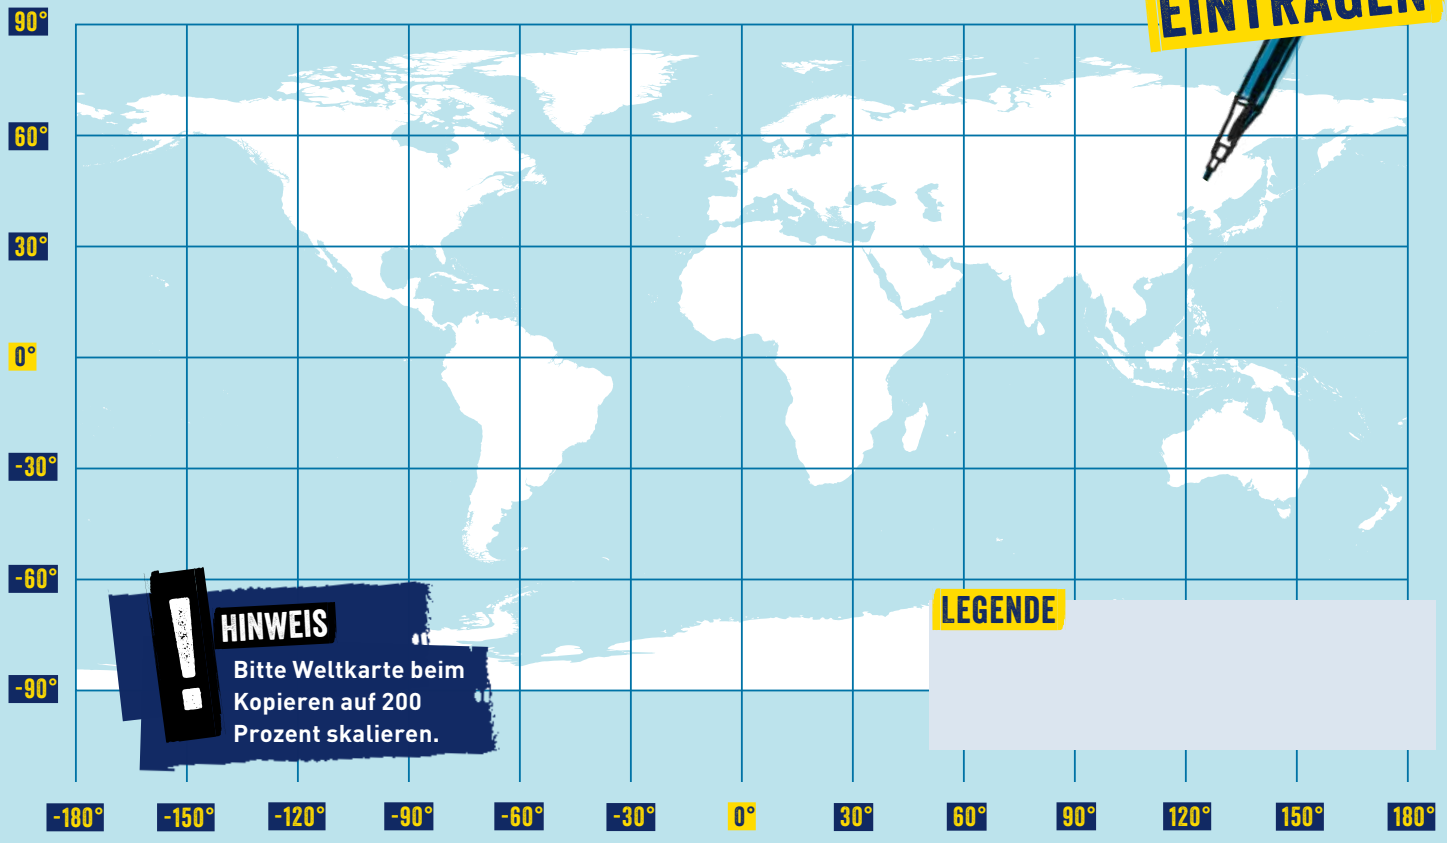 EINTRAGEN
90°
60°
30°
0°
-30°
-60°
-90°
HINWEIS
Bitte Weltkarte beim
Kopieren auf 200
Prozent skalieren.
LEGENDE
-180° -150° -120° -90° -60° -30° 0° 30° 60° 90° 120° 150° 180°